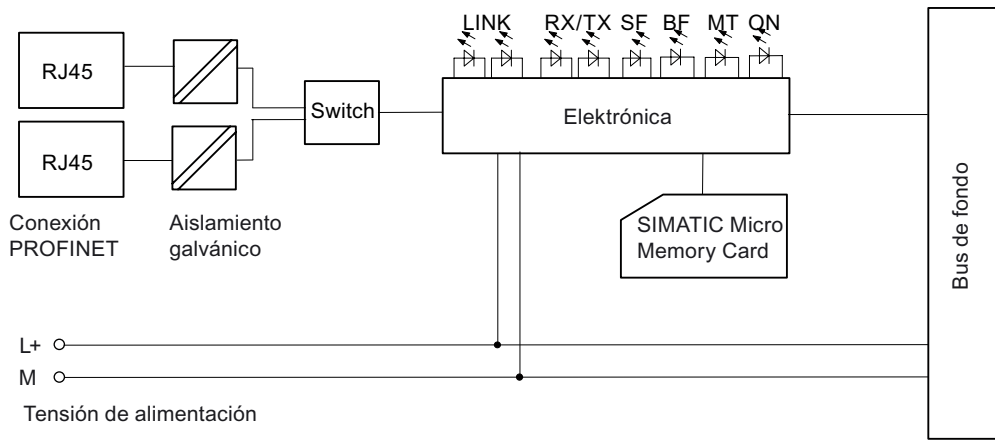 LINK RX/TX SF BF MT ON
RJ45
Switch
Elektrónica
RJ45
Conexión
PROFINET
Aislamiento
galvánico
SIMATIC Micro
Memory Card
Bus de fondo
L+
M
Tensión de alimentación